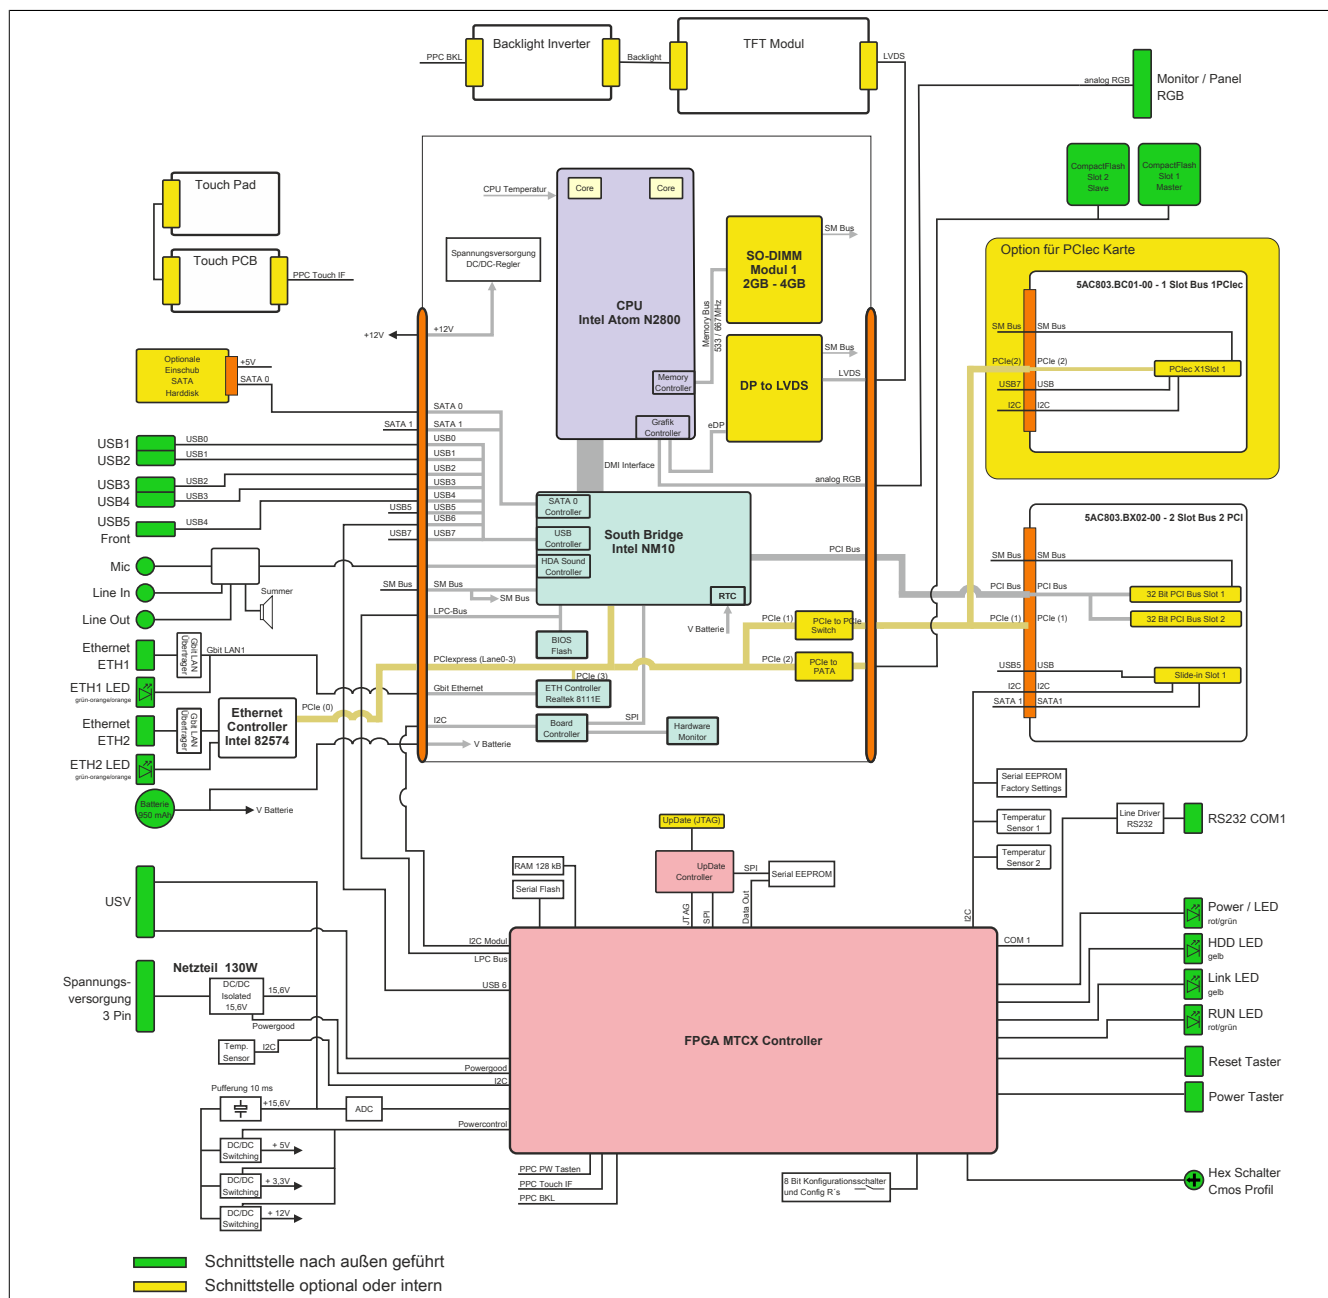 Backlight Inverter
TFT Modul
PPC BKL
Backlight
LVDS
analog RGB
Monitor / Panel
RGB
CompactFlash
Slot 2
Slave
CompactFlash
Slot 1
Master
Touch Pad
Touch PCB
PPC Touch IF
CPU Temperatur
Core
Core
Spannungsversorgung
DC/DC-Regler
CPU
Intel Atom N2800
Memory
Controller
Grafik
Controller
Memory Bus
533 / 667MHz
SO-DIMM
Modul 1
2GB - 4GB
SM Bus
DP to LVDS
SM Bus
LVDS
eDP
DMI Interface
analog RGB
Option für PCIec Karte
5AC803.BC01-00 - 1 Slot Bus 1PCIec
SM Bus
SM Bus
PCIe(2)
PCIe (2)
PCIec X1Slot 1
USB7
USB
I2C
I2C
+12V
+12V
Optionale
Einschub
SATA
Harddisk
+5V
SATA 0
SATA 0
SATA 1
SATA 1
USB1
USB2
USB0
USB1
USB0
USB1
USB3
USB4
USB2
USB3
USB2
USB3
USB5
Front
USB4
USB4
USB5
USB5
USB6
USB7
USB7
SATA 0
Controller
USB
Controller
HDA Sound
Controller
South Bridge
Intel NM10
RTC
PCI Bus
V Batterie
5AC803.BX02-00 - 2 Slot Bus 2 PCI
SM Bus
SM Bus
PCI Bus
PCI Bus
32 Bit PCI Bus Slot 1
32 Bit PCI Bus Slot 2
PCIe (1)
PCIe (1)
USB5
USB
I2C
I2C
SATA 1
SATA1
Slide-in Slot 1
Mic
Line In
Line Out
Summer
SM Bus
SM Bus
SM Bus
LPC-Bus
BIOS
Flash
PCIe (1)
PCIe to PCIe
Switch
PCIe (2)
PCIe to
PATA
Ethernet
ETH1
Gbit LAN
Übertrager
Gbit LAN1
ETH1 LED
grün-orange/orange
PCIexpress (Lane0-3)
PCIe (3)
Gbit Ethernet
ETH Controller
Realtek 8111E
Ethernet
Controller
Intel 82574
PCIe (0)
Ethernet
ETH2
Gbit LAN
Übertrager
ETH2 LED
grün-orange/orange
I2C
Board
Controller
SPI
Hardware
Monitor
V Batterie
Batterie
950 mAh
V Batterie
Serial EEPROM
Factory Settings
Temperatur
Sensor 1
Temperatur
Sensor 2
Line Driver
RS232
RS232 COM1
UpDate (JTAG)
UpDate
Controller
SPI
Serial EEPROM
RAM 128 kB
Serial Flash
JTAG
SPI
Data Out
I2C
USV
I2C Modul
LPC Bus
USB 6
COM 1
Power / LED
rot/grün
HDD LED
gelb
Link LED
gelb
RUN LED
rot/grün
Reset Taster
Power Taster
Spannungs-
versorgung
3 Pin
Netzteil 130W
DC/DC
Isolated
15,6V
15,6V
Powergood
FPGA MTCX Controller
Temp.
Sensor
I2C
Powergood
I2C
Pufferung 10 ms
+15,6V
ADC
Powercontrol
DC/DC
Switching
+ 5V
DC/DC
Switching
+ 3,3V
DC/DC
Switching
+ 12V
PPC PW Tasten
PPC Touch IF
PPC BKL
8 Bit Konfigurationsschalter
und Config R´s
Hex Schalter
Cmos Profil
Schnittstelle nach außen geführt
Schnittstelle optional oder intern